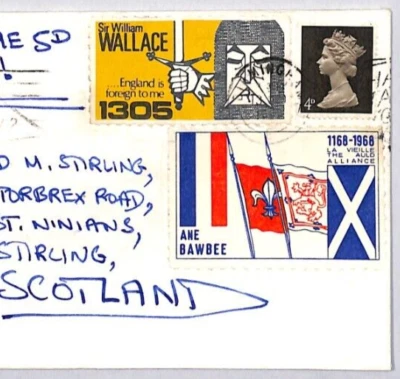 HE 5D
!
Sir William
WALLACE
England is
foreign to me
1305
4D
D M. STIRLING,
TORBREX ROAD,
ST. NINIANS,
STIRLING,
SCOTLAND
1168-1968
LA VIEILLE
THE AULD
ALLIANCE
ANE
BAWBEE